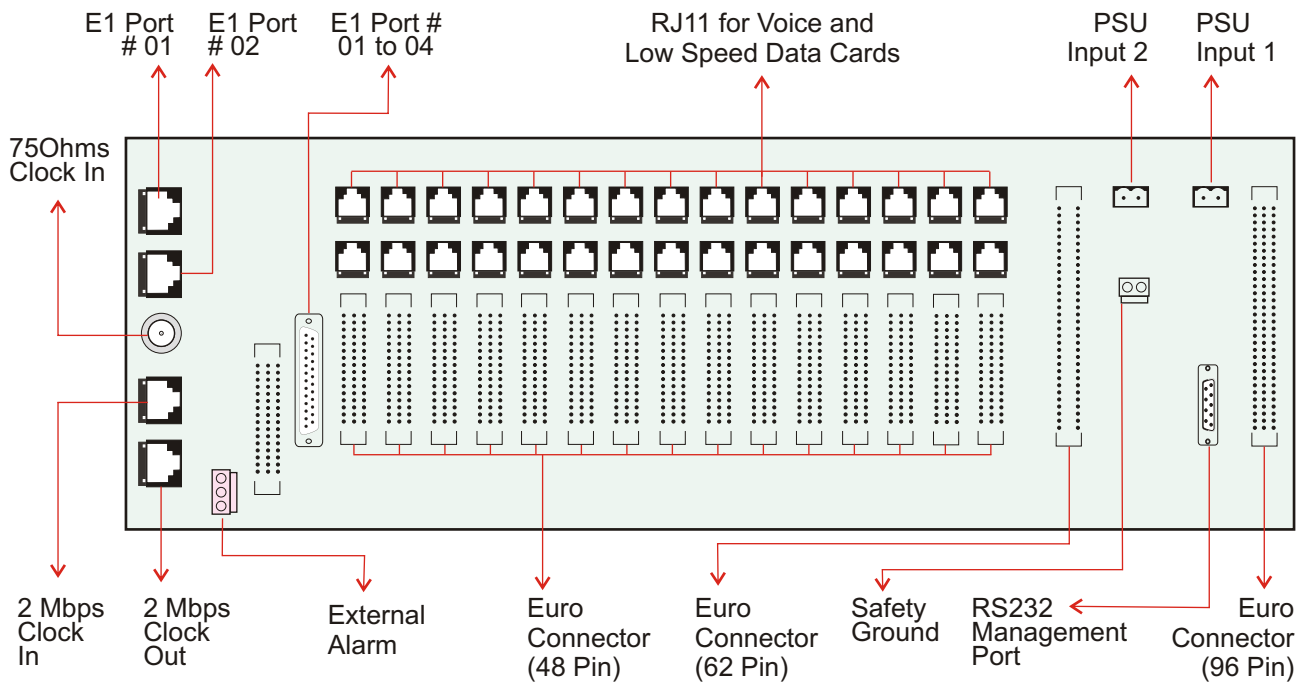 E1 Port
# 01
E1 Port
# 02
E1 Port #
01 to 04
RJ11 for Voice and
Low Speed Data Cards
PSU
Input 2
PSU
Input 1
75Ohms
Clock In
2 Mbps
Clock
In
2 Mbps
Clock
Out
External
Alarm
Euro
Connector
(48 Pin)
Euro
Connector
(62 Pin)
Safety
Ground
RS232
Management
Port
Euro
Connector
(96 Pin)